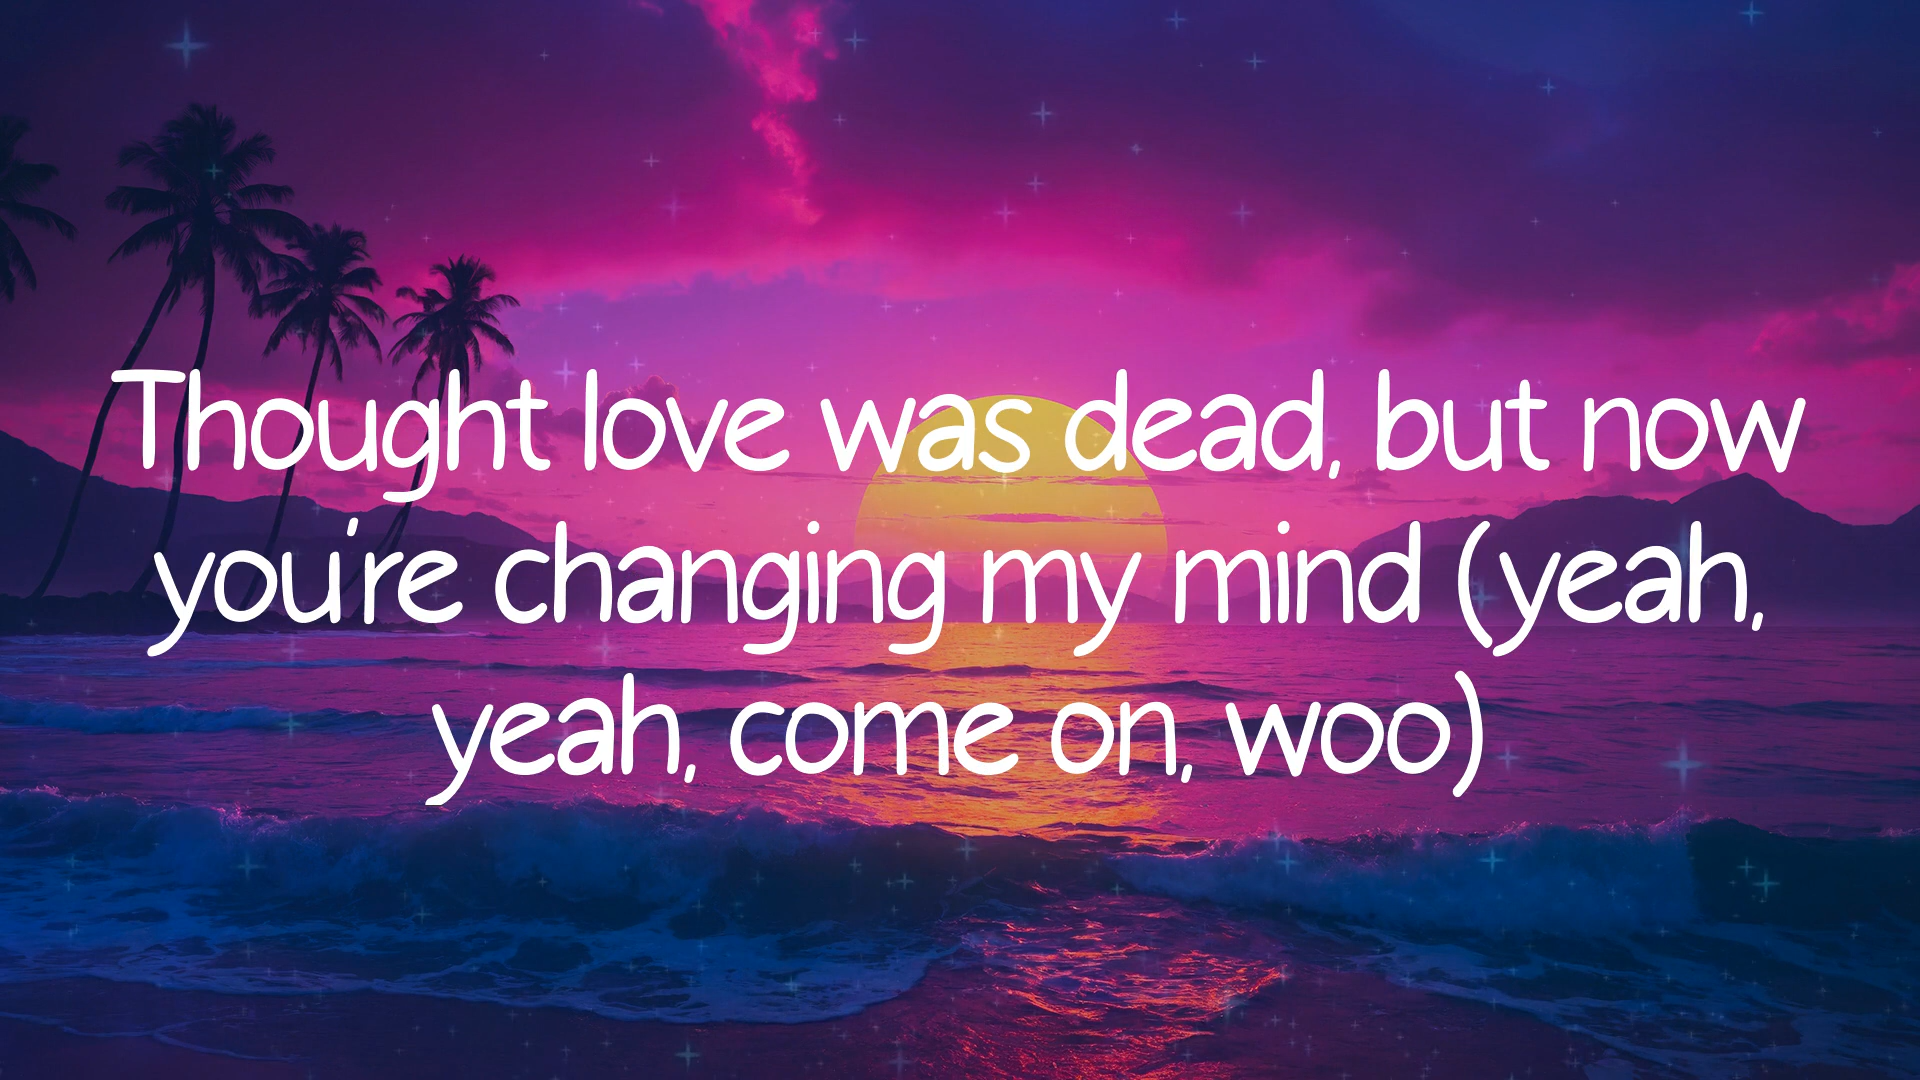 Thought love was dead, but now
you're changing my mind (yeah,
yeah, come on, woo)